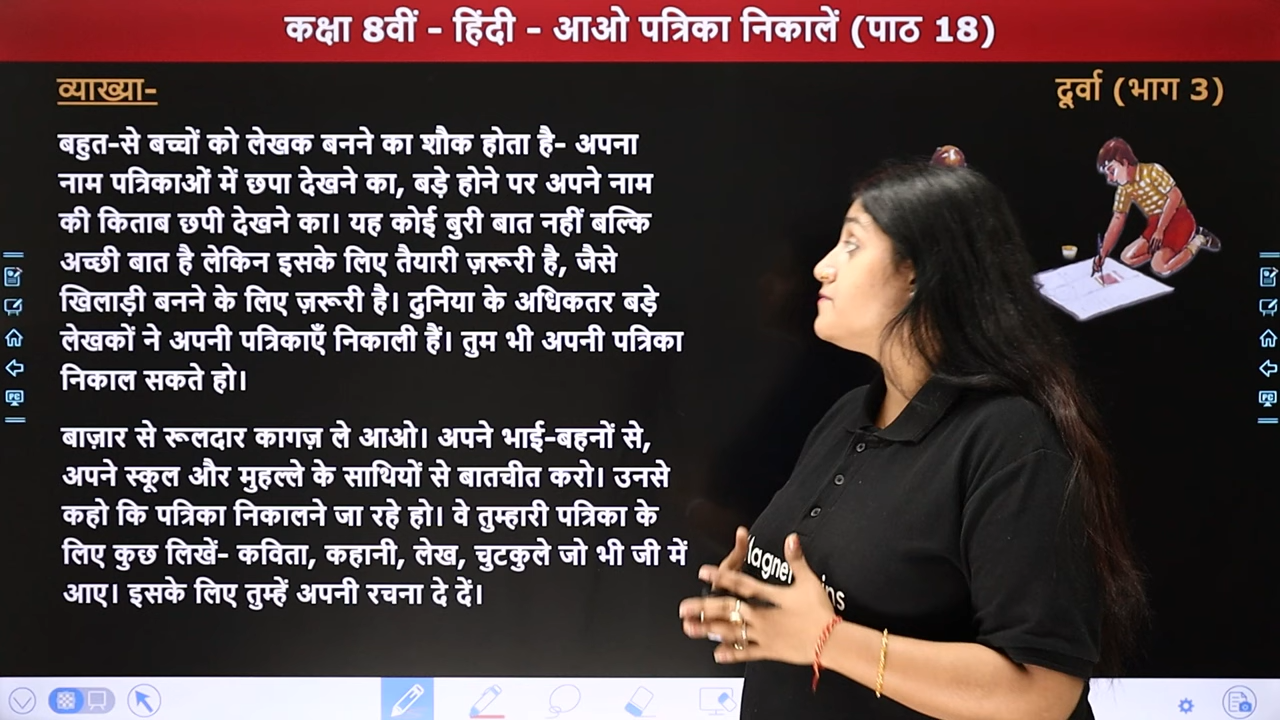 कक्षा 8वीं - हिंदी - आओ पत्रिका निकालें (पाठ 18)
व्याख्या-
दूर्वा (भाग 3)
बहुत-से बच्चों को लेखक बनने का शौक होता है- अपना
नाम पत्रिकाओं में छपा देखने का, बड़े होने पर अपने नाम
की किताब छपी देखने का। यह कोई बुरी बात नहीं बल्कि
अच्छी बात है लेकिन इसके लिए तैयारी ज़रूरी है, जैसे
खिलाड़ी बनने के लिए ज़रूरी है। दुनिया के अधिकतर बड़े
लेखकों ने अपनी पत्रिकाएँ निकाली हैं। तुम भी अपनी पत्रिका
निकाल सकते हो।
बाज़ार से रूलदार कागज़ ले आओ। अपने भाई-बहनों से,
अपने स्कूल और मुहल्ले के साथियों से बातचीत करो। उनसे
कहो कि पत्रिका निकालने जा रहे हो। वे तुम्हारी पत्रिका के
लिए कुछ लिखें- कविता, कहानी, लेख, चुटकुले जो भी जी में
आए। इसके लिए तुम्हें अपनी रचना दे दें।
PC
PC